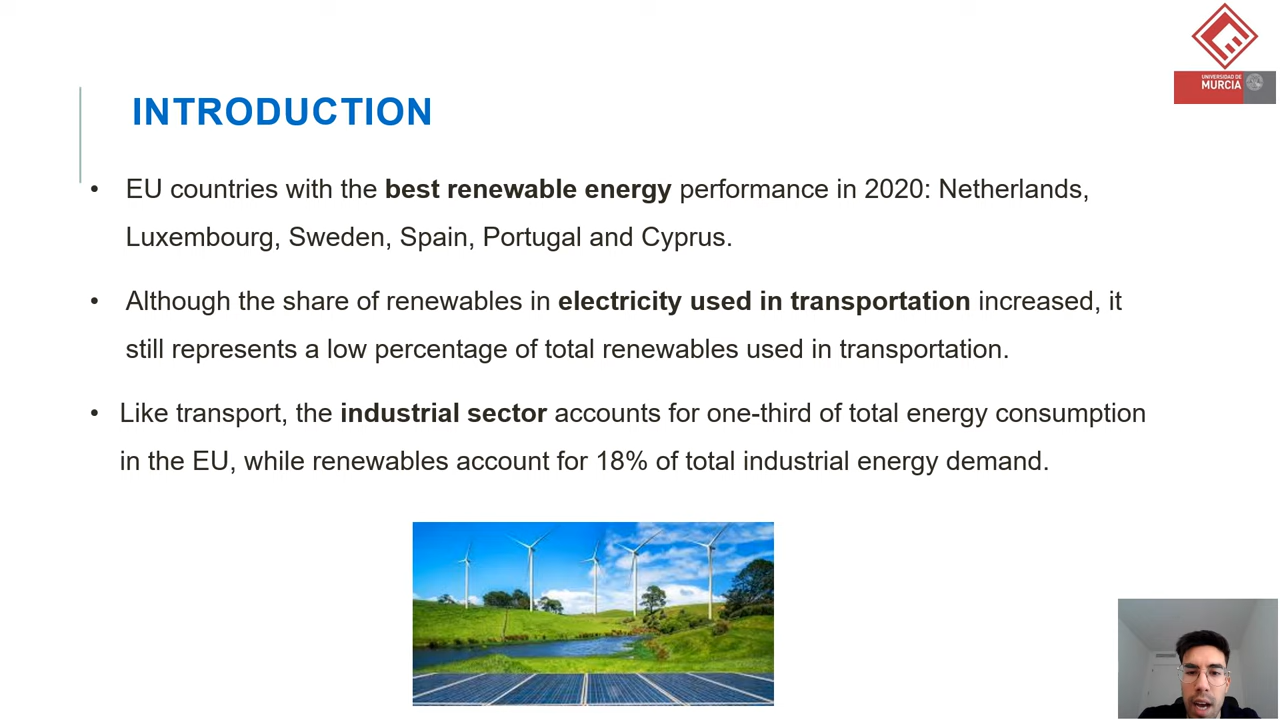 UNIVERSIDAD DE
MURCIA
INTRODUCTION
• EU countries with the best renewable energy performance in 2020: Netherlands,
Luxembourg, Sweden, Spain, Portugal and Cyprus.
• Although the share of renewables in electricity used in transportation increased, it
still represents a low percentage of total renewables used in transportation.
• Like transport, the industrial sector accounts for one-third of total energy consumption
in the EU, while renewables account for 18% of total industrial energy demand.